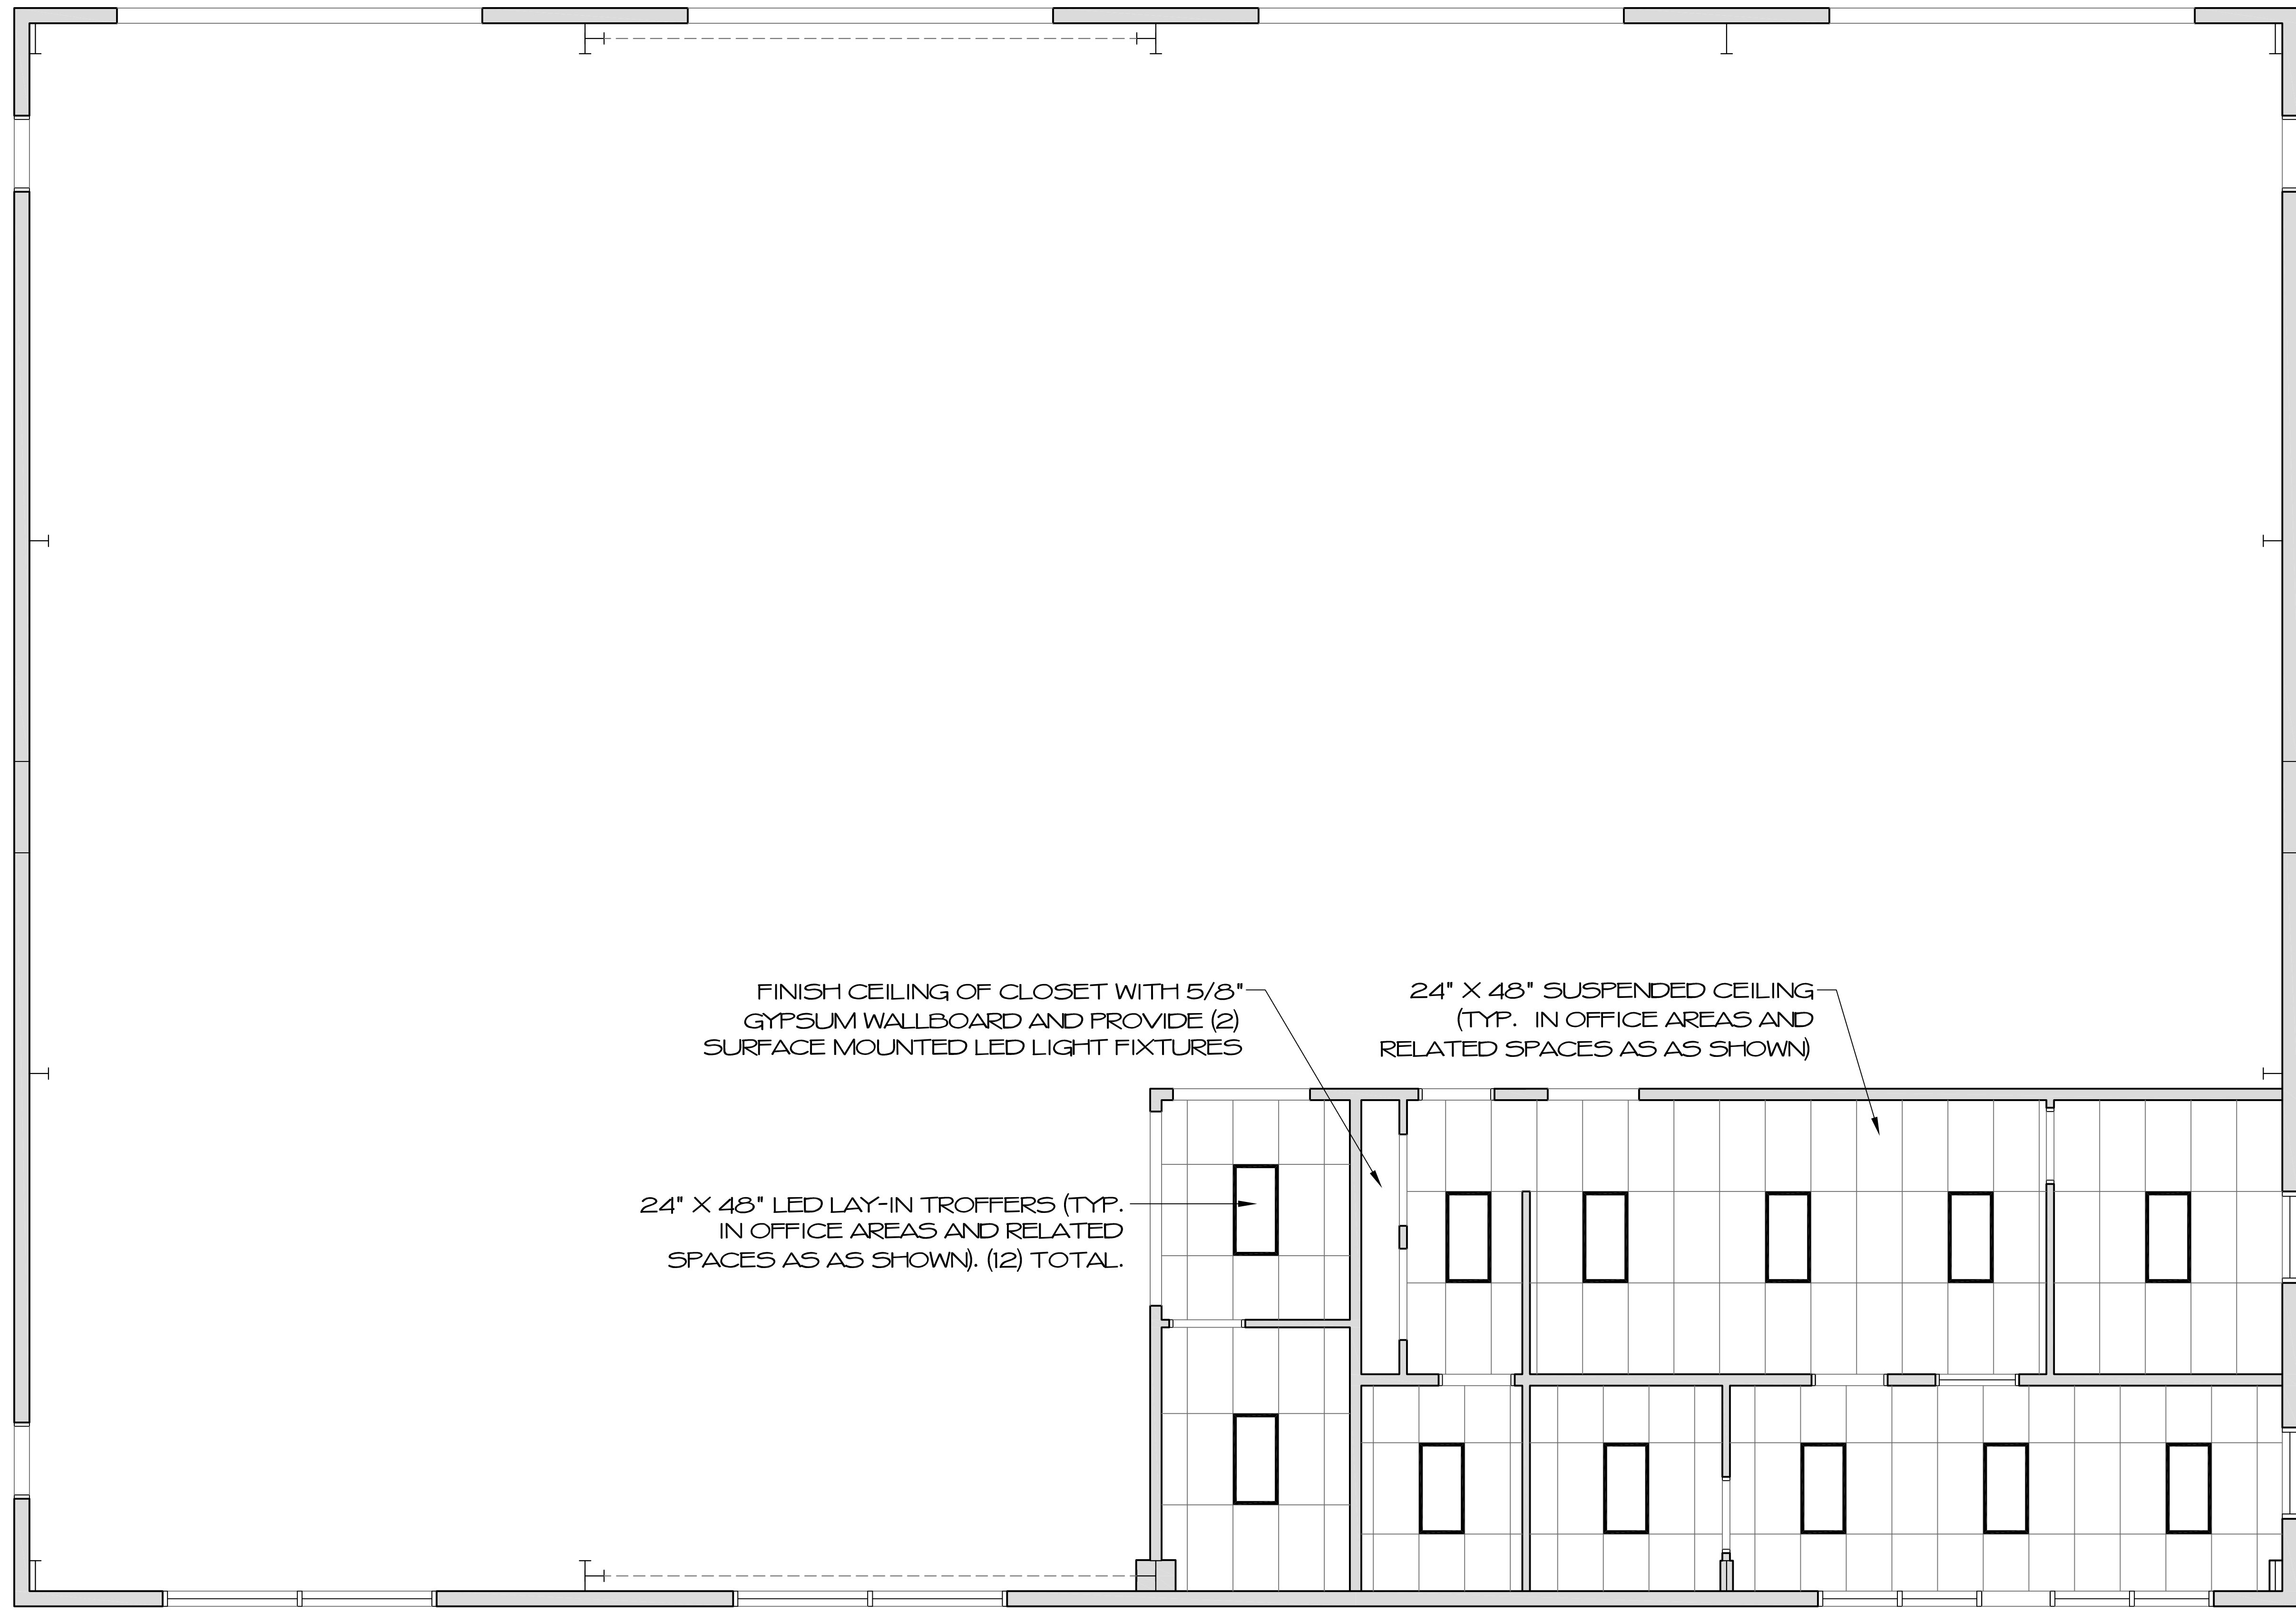 FINISH CEILING OF CLOSET WITH 5/8"
GYPSUM WALLBOARD AND PROVIDE (2)
SURFACE MOUNTED LED LIGHT FIXTURES
24" X 48" SUSPENDED CEILING
(TYP. IN OFFICE AREAS AND
RELATED SPACES AS AS SHOWN)
24" X 48" LED LAY-IN TROFFERS (TYP.
IN OFFICE AREAS AND RELATED
SPACES AS AS SHOWN). (12) TOTAL.